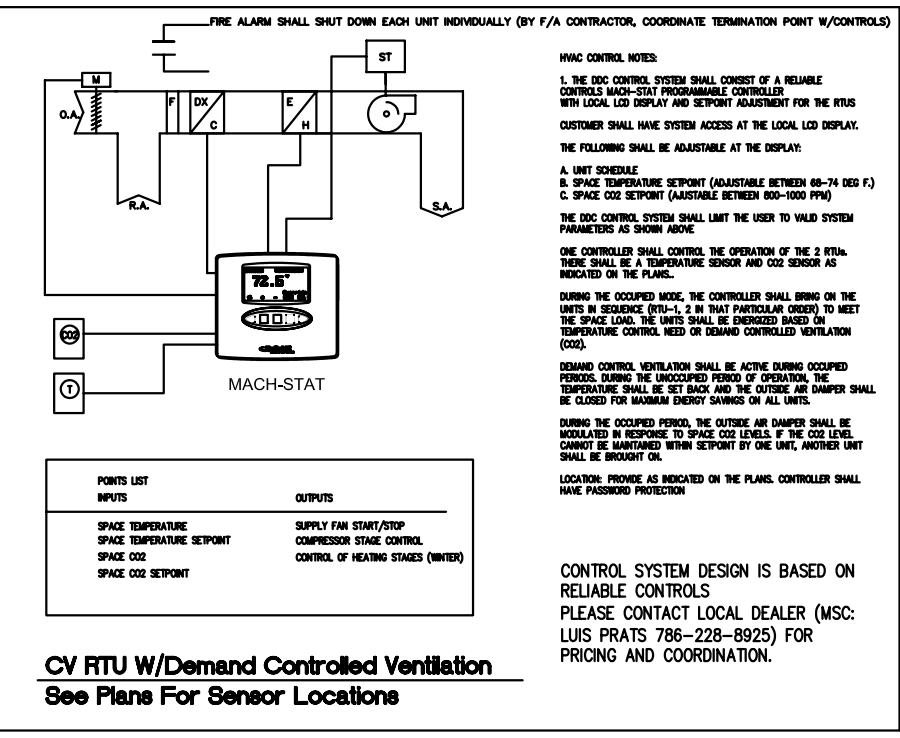 FIRE ALARM SHALL SHUT DOWN EACH UNIT INDIVIDUALLY (BY F/A CONTRACTOR, COORDINATE TERMINATION POINT W/CONTROLS)
M
ST
O.A.
F
DX
C
E
H
R.A.
S.A.
72.5°
CO2
T
MACH-STAT
POINTS LIST
INPUTS OUTPUTS
SPACE TEMPERATURE SUPPLY FAN START/STOP
SPACE TEMPERATURE SETPOINT COMPRESSOR STAGE CONTROL
SPACE CO2 CONTROL OF HEATING STAGES (WINTER)
SPACE CO2 SETPOINT
CV RTU W/Demand Controlled Ventilation
See Plans For Sensor Locations
HVAC CONTROL NOTES:
1. THE DDC CONTROL SYSTEM SHALL CONSIST OF A RELIABLE
CONTROLS MACH-STAT PROGRAMMABLE CONTROLLER
WITH LOCAL LCD DISPLAY AND SETPOINT ADJUSTMENT FOR THE RTUS
CUSTOMER SHALL HAVE SYSTEM ACCESS AT THE LOCAL LCD DISPLAY.
THE FOLLOWING SHALL BE ADJUSTABLE AT THE DISPLAY:
A. UNIT SCHEDULE
B. SPACE TEMPERATURE SETPOINT (ADJUSTABLE BETWEEN 68-74 DEG F.)
C. SPACE CO2 SETPOINT (AJUSTABLE BETWEEN 800-1000 PPM)
THE DDC CONTROL SYSTEM SHALL LIMIT THE USER TO VALID SYSTEM
PARAMETERS AS SHOWN ABOVE
ONE CONTROLLER SHALL CONTROL THE OPERATION OF THE 2 RTUs.
THERE SHALL BE A TEMPERATURE SENSOR AND CO2 SENSOR AS
INDICATED ON THE PLANS..
DURING THE OCCUPIED MODE, THE CONTROLLER SHALL BRING ON THE
UNITS IN SEQUENCE (RTU-1, 2 IN THAT PARTICULAR ORDER) TO MEET
THE SPACE LOAD. THE UNITS SHALL BE ENERGIZED BASED ON
TEMPERATURE CONTROL NEED OR DEMAND CONTROLLED VENTILATION
(CO2).
DEMAND CONTROL VENTILATION SHALL BE ACTIVE DURING OCCUPIED
PERIODS. DURING THE UNOCCUPIED PERIOD OF OPERATION, THE
TEMPERATURE SHALL BE SET BACK AND THE OUTSIDE AIR DAMPER SHALL
BE CLOSED FOR MAXIMUM ENERGY SAVINGS ON ALL UNITS.
DURING THE OCCUPIED PERIOD, THE OUTSIDE AIR DAMPER SHALL BE
MODULATED IN RESPONSE TO SPACE CO2 LEVELS. IF THE CO2 LEVEL
CANNOT BE MAINTAINED WITHIN SETPOINT BY ONE UNIT, ANOTHER UNIT
SHALL BE BROUGHT ON.
LOCATION: PROVIDE AS INDICATED ON THE PLANS. CONTROLLER SHALL
HAVE PASSWORD PROTECTION
CONTROL SYSTEM DESIGN IS BASED ON
RELIABLE CONTROLS
PLEASE CONTACT LOCAL DEALER (MSC:
LUIS PRATS 786-228-8925) FOR
PRICING AND COORDINATION.